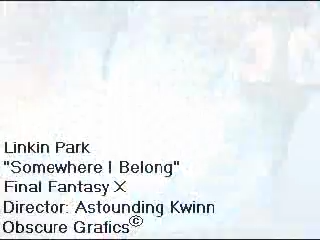 Linkin Park
"Somewhere I Belong"
Final Fantasy X
Director: Astounding Kwinn
Obscure Grafics©